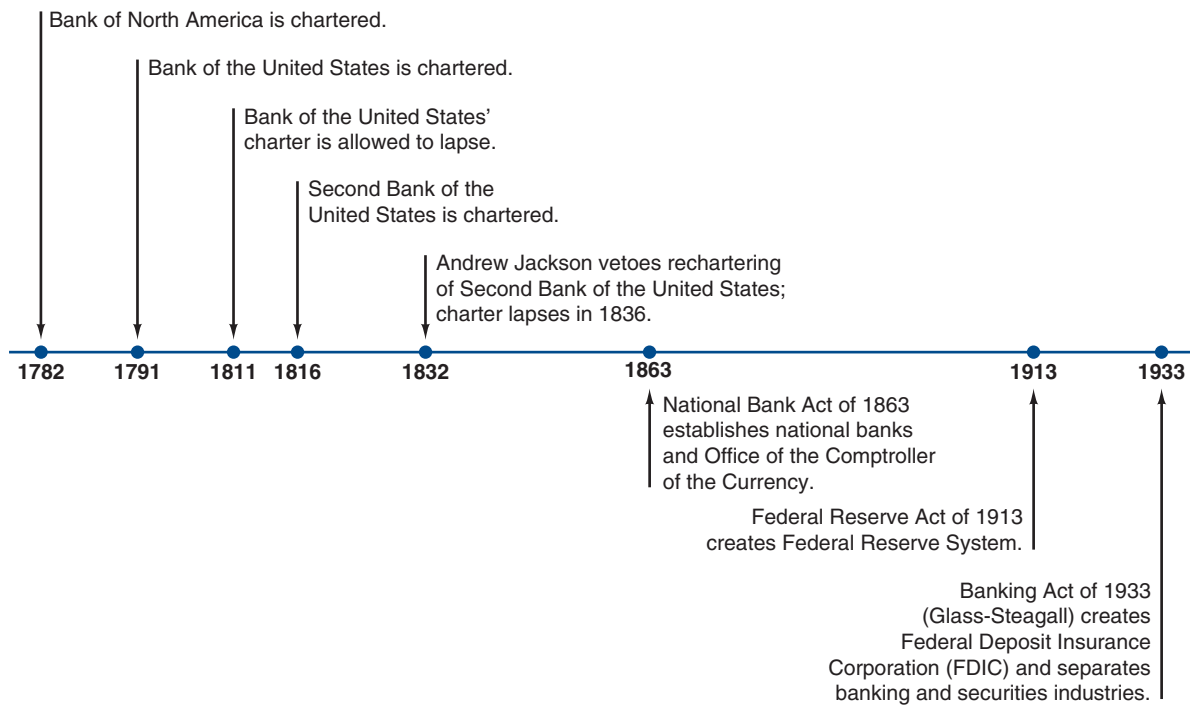 Bank of North America is chartered.
Bank of the United States is chartered.
Bank of the United States’
charter is allowed to lapse.
Second Bank of the
United States is chartered.
Andrew Jackson vetoes rechartering
of Second Bank of the United States;
charter lapses in 1836.
1782 1791 1811 1816 1832 1863 1913 1933
National Bank Act of 1863
establishes national banks
and Office of the Comptroller
of the Currency.
Federal Reserve Act of 1913
creates Federal Reserve System.
Banking Act of 1933
(Glass-Steagall) creates
Federal Deposit Insurance
Corporation (FDIC) and separates
banking and securities industries.